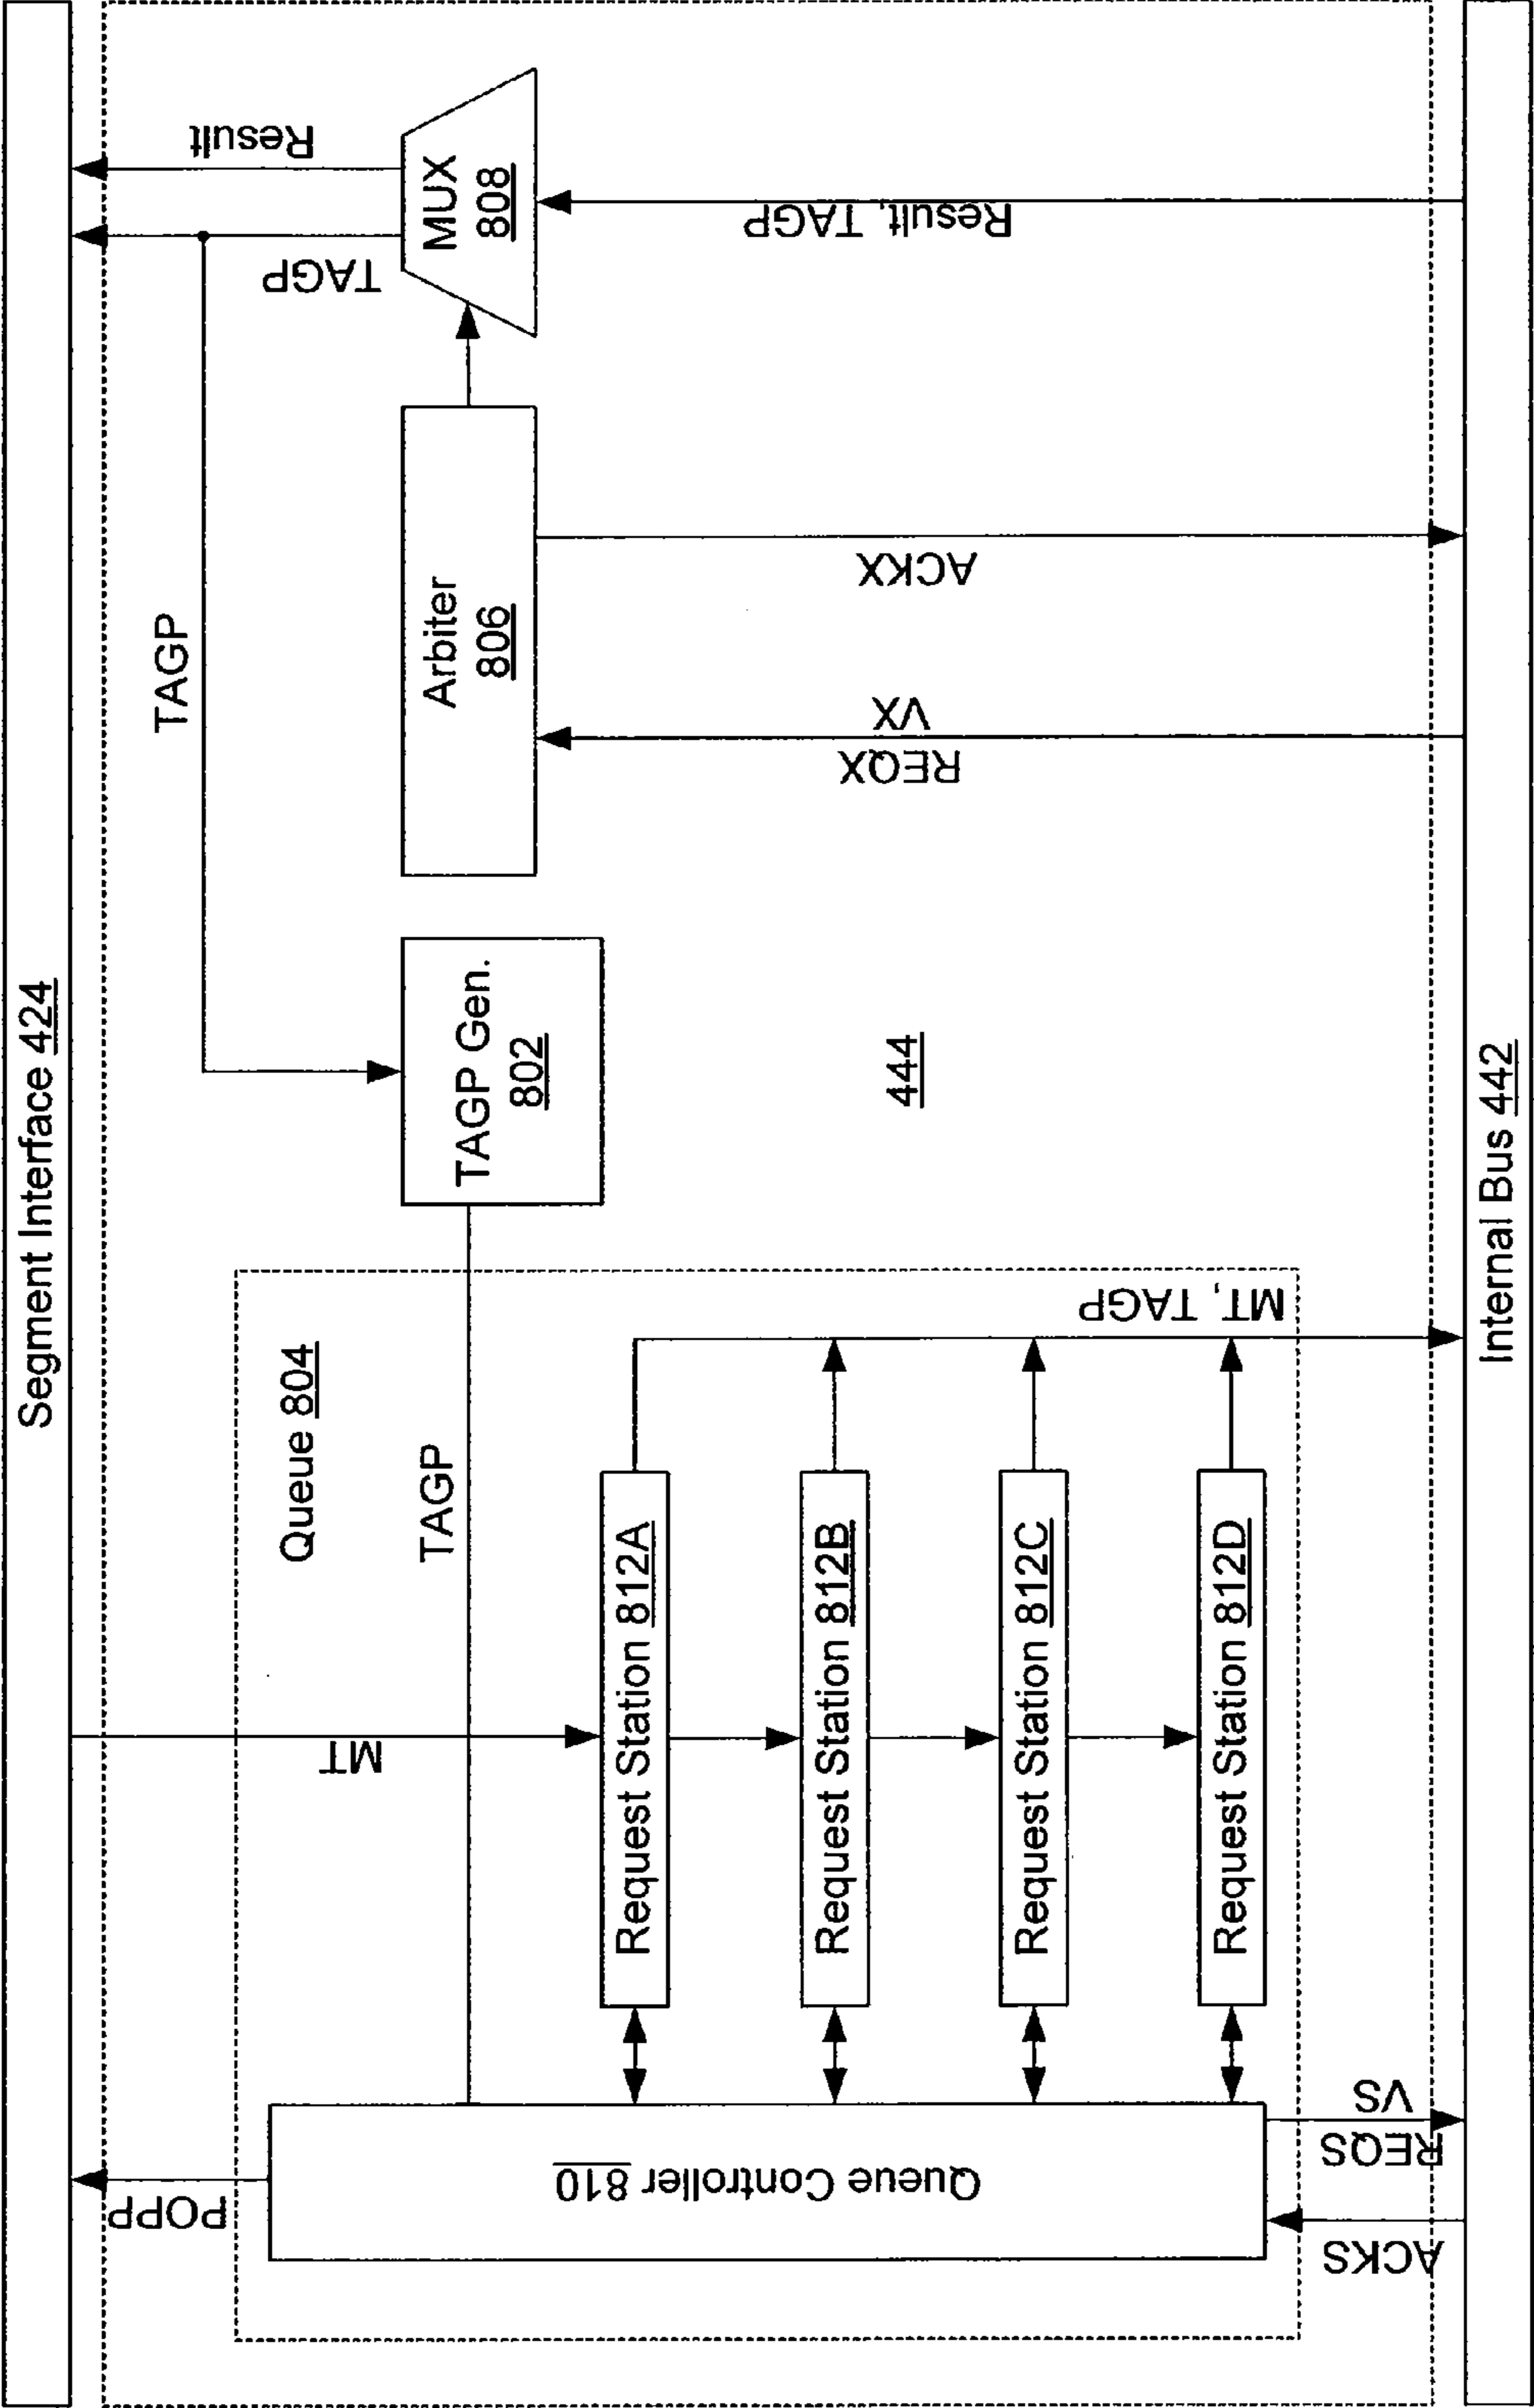 Segment Interface 424
POPP
MT
TAGP
TAGP
Result
Queue 804
TAGP
TAGP Gen.
802
Arbiter
806
MUX
808
Queue Controller 810
Request Station 812A
Request Station 812B
Request Station 812C
Request Station 812D
MT, TAGP
444
REQX
VX
ACKX
Result, TAGP
ACKS
REQS
VS
Internal Bus 442